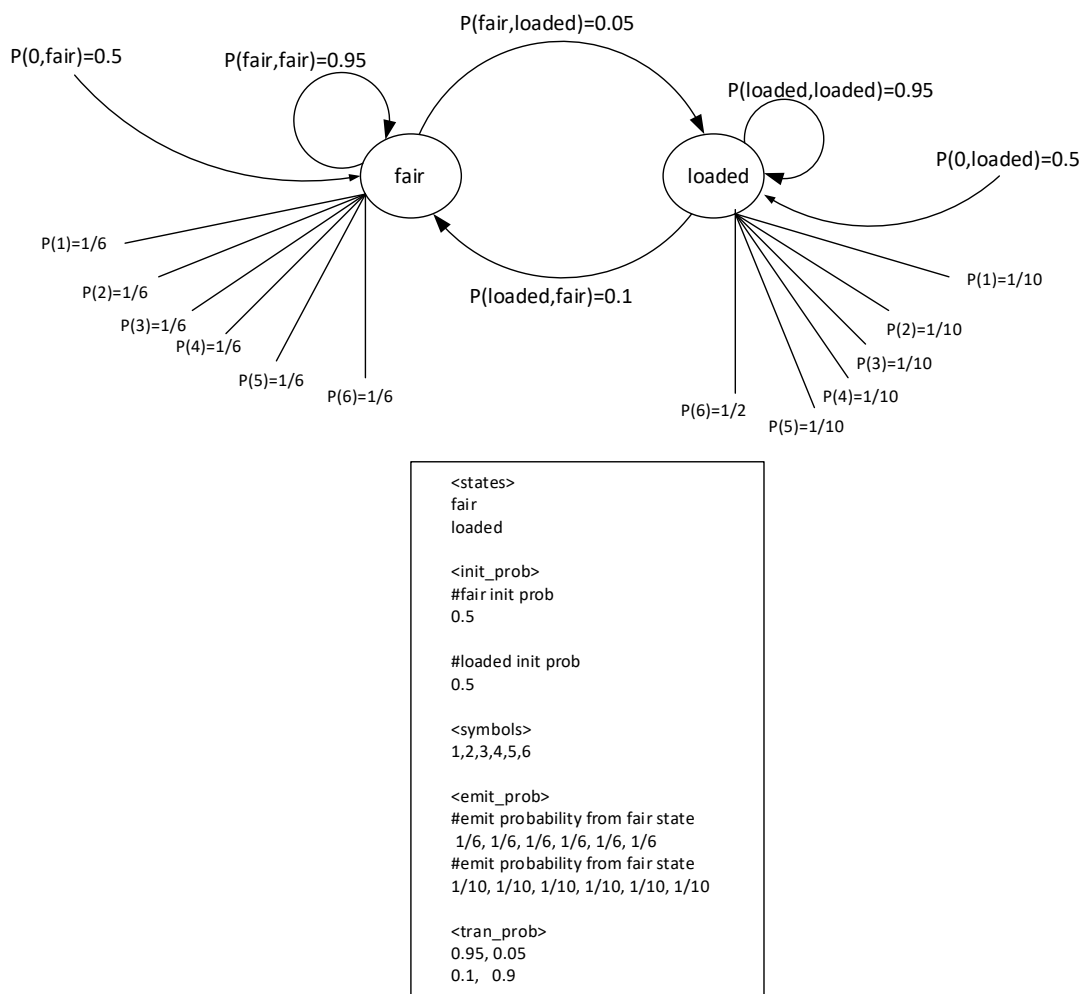 P(fair,loaded)=0.05
P(0,fair)=0.5
P(fair,fair)=0.95
P(loaded,loaded)=0.95
P(0,loaded)=0.5
fair
loaded
P(1)=1/6
P(2)=1/6
P(3)=1/6
P(4)=1/6
P(5)=1/6
P(6)=1/6
P(loaded,fair)=0.1
P(1)=1/10
P(2)=1/10
P(3)=1/10
P(4)=1/10
P(5)=1/10
P(6)=1/2
<states>
fair
loaded
<init_prob>
#fair init prob
0.5
#loaded init prob
0.5
<symbols>
1,2,3,4,5,6
<emit_prob>
#emit probability from fair state
1/6, 1/6, 1/6, 1/6, 1/6, 1/6
#emit probability from fair state
1/10, 1/10, 1/10, 1/10, 1/10, 1/10
<tran_prob>
0.95, 0.05
0.1, 0.9